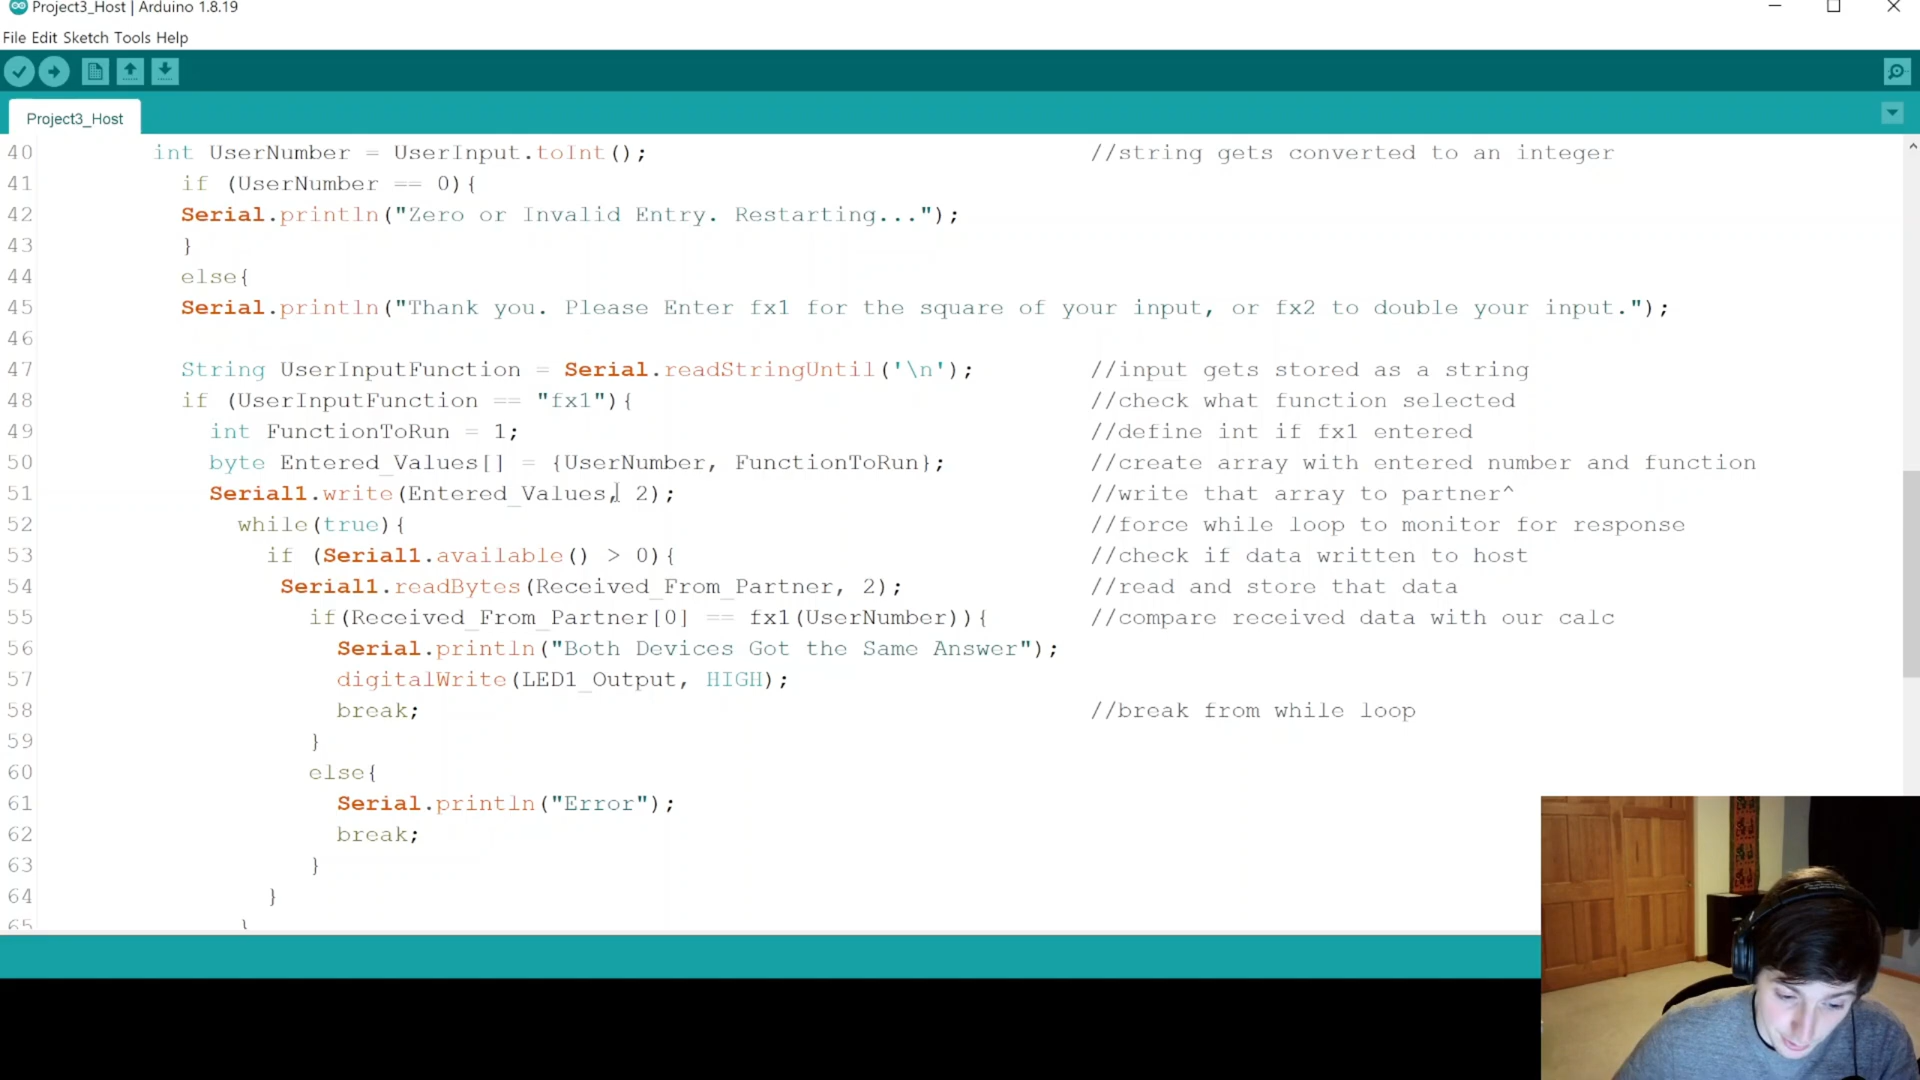 Project3_Host | Arduino 1.8.19
File Edit Sketch Tools Help
Project3_Host
40 int UserNumber = UserInput.toInt(); //string gets converted to an integer
41 if (UserNumber == 0){
42 Serial.println("Zero or Invalid Entry. Restarting...");
43 }
44 else{
45 Serial.println("Thank you. Please Enter fx1 for the square of your input, or fx2 to double your input.");
46
47 String UserInputFunction = Serial.readStringUntil('\n'); //input gets stored as a string
48 if (UserInputFunction == "fx1"){ //check what function selected
49 int FunctionToRun = 1; //define int if fx1 entered
50 byte Entered_Values[] = {UserNumber, FunctionToRun}; //create array with entered number and function
51 Serial1.write(Entered_Values, 2); //write that array to partner^
52 while(true){ //force while loop to monitor for response
53 if (Serial1.available() > 0){ //check if data written to host
54 Serial1.readBytes(Received_From_Partner, 2); //read and store that data
55 if(Received_From_Partner[0] == fx1(UserNumber)){ //compare received data with our calc
56 Serial.println("Both Devices Got the Same Answer");
57 digitalWrite(LED1_Output, HIGH);
58 break; //break from while loop
59 }
60 else{
61 Serial.println("Error");
62 break;
63 }
64 }
65 }